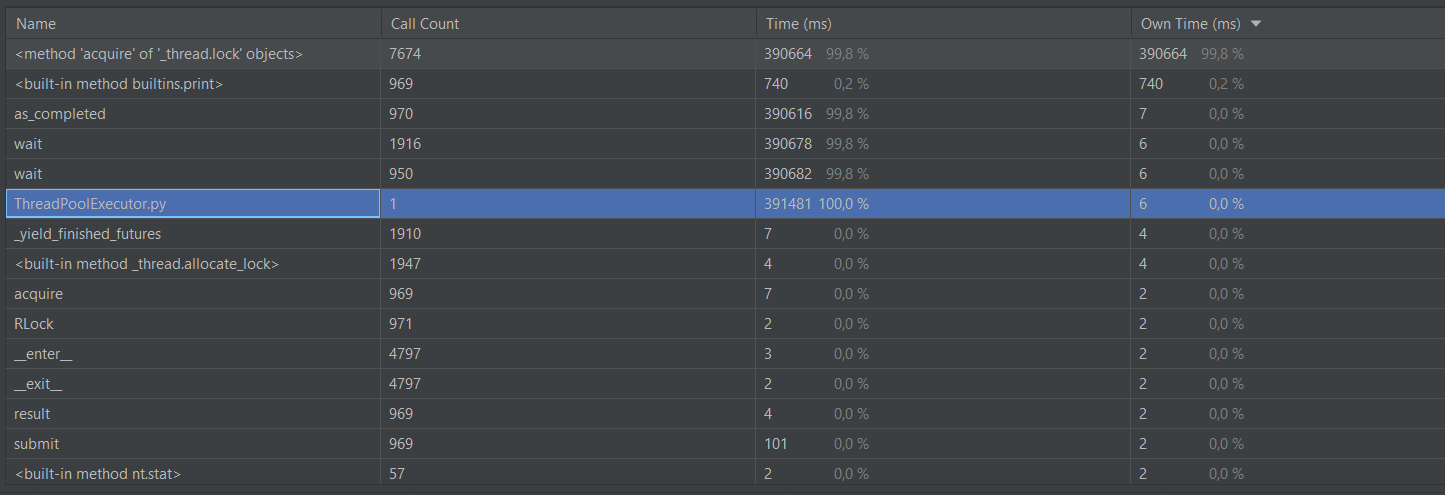 Name Call Count Time (ms) Own Time (ms)
<method 'acquire' of '_thread.lock' objects> 7674 390664 99,8 % 390664 99,8 %
<built-in method builtins.print> 969 740 0,2 % 740 0,2 %
as_completed 970 390616 99,8 % 7 0,0 %
wait 1916 390678 99,8 % 6 0,0 %
wait 950 390682 99,8 % 6 0,0 %
ThreadPoolExecutor.py 1 391481 100,0 % 6 0,0 %
_yield_finished_futures 1910 7 0,0 % 4 0,0 %
<built-in method _thread.allocate_lock> 1947 4 0,0 % 4 0,0 %
acquire 969 7 0,0 % 2 0,0 %
RLock 971 2 0,0 % 2 0,0 %
__enter__ 4797 3 0,0 % 2 0,0 %
__exit__ 4797 2 0,0 % 2 0,0 %
result 969 4 0,0 % 2 0,0 %
submit 969 101 0,0 % 2 0,0 %
<built-in method nt.stat> 57 2 0,0 % 2 0,0 %